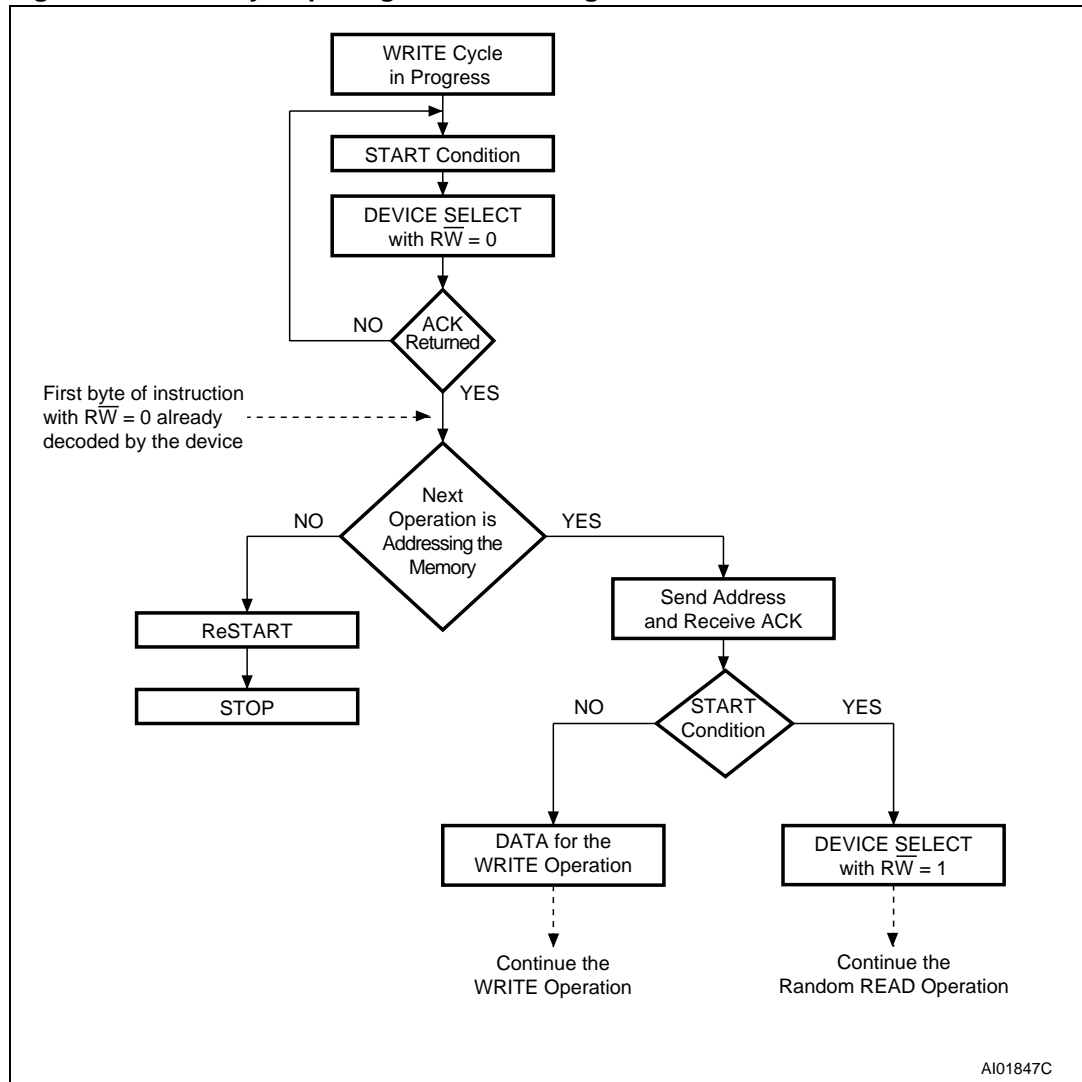 WRITE Cycle
in Progress
START Condition
DEVICE SELECT
with RW̅ = 0
ACK
Returned
NO
YES
First byte of instruction
with RW̅ = 0 already
decoded by the device
Next
Operation is
Addressing the
Memory
NO
YES
ReSTART
STOP
Send Address
and Receive ACK
START
Condition
NO
YES
DATA for the
WRITE Operation
DEVICE SELECT
with RW̅ = 1
Continue the
WRITE Operation
Continue the
Random READ Operation
AI01847C